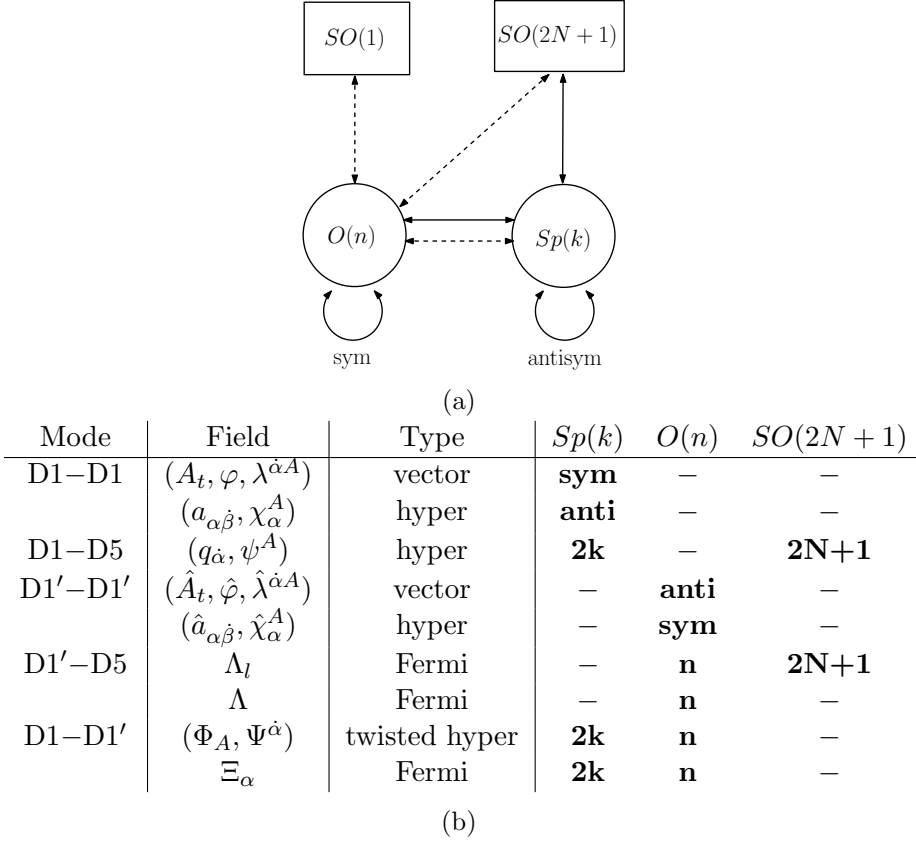 SO(1) SO(2N + 1)
O(n) Sp(k)
sym antisym
(a)
Mode Field Type Sp(k) O(n) SO(2N + 1)
D1−D1 (A_t, φ, λ^{α̇A}) vector sym − −
(a_{αβ̇}, χ^A_α) hyper anti − −
D1−D5 (q_{α̇}, ψ^A) hyper 2k − 2N+1
D1′−D1′ (Â_t, φ̂, λ̂^{α̇A}) vector − anti −
(â_{αβ̇}, χ̂^A_α) hyper − sym −
D1′−D5 Λ_l Fermi − n 2N+1
Λ Fermi − n −
D1−D1′ (Φ_A, Ψ^{α̇}) twisted hyper 2k n −
Ξ_α Fermi 2k n −
(b)